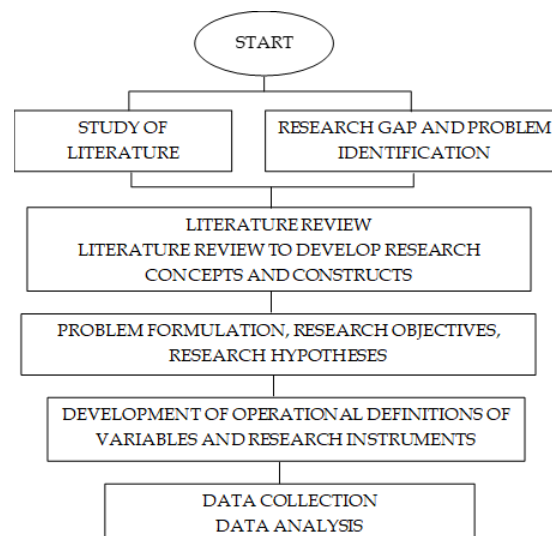 START
STUDY OF
LITERATURE
RESEARCH GAP AND PROBLEM
IDENTIFICATION
LITERATURE REVIEW
LITERATURE REVIEW TO DEVELOP RESEARCH
CONCEPTS AND CONSTRUCTS
PROBLEM FORMULATION, RESEARCH OBJECTIVES,
RESEARCH HYPOTHESES
DEVELOPMENT OF OPERATIONAL DEFINITIONS OF
VARIABLES AND RESEARCH INSTRUMENTS
DATA COLLECTION
DATA ANALYSIS